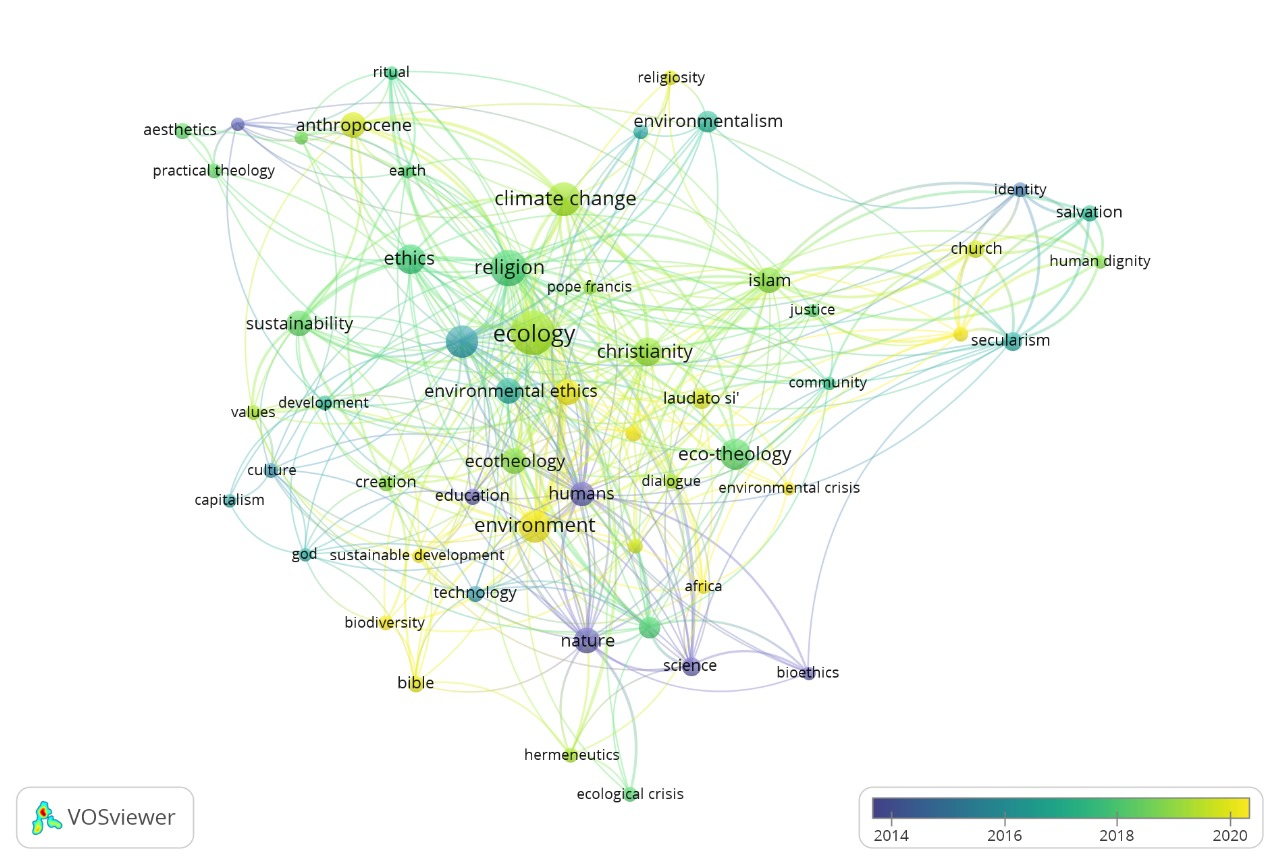 ritual
religiosity
aesthetics
anthropocene
environmentalism
practical theology
earth
climate change
identity
salvation
church
human dignity
ethics
religion
pope francis
islam
justice
sustainability
ecology
christianity
secularism
community
environmental ethics
laudato si'
values
development
eco-theology
ecotheology
culture
creation
education
humans
dialogue
environmental crisis
capitalism
environment
god
sustainable development
technology
africa
biodiversity
nature
science
bioethics
bible
hermeneutics
ecological crisis
VOSviewer
2014
2016
2018
2020